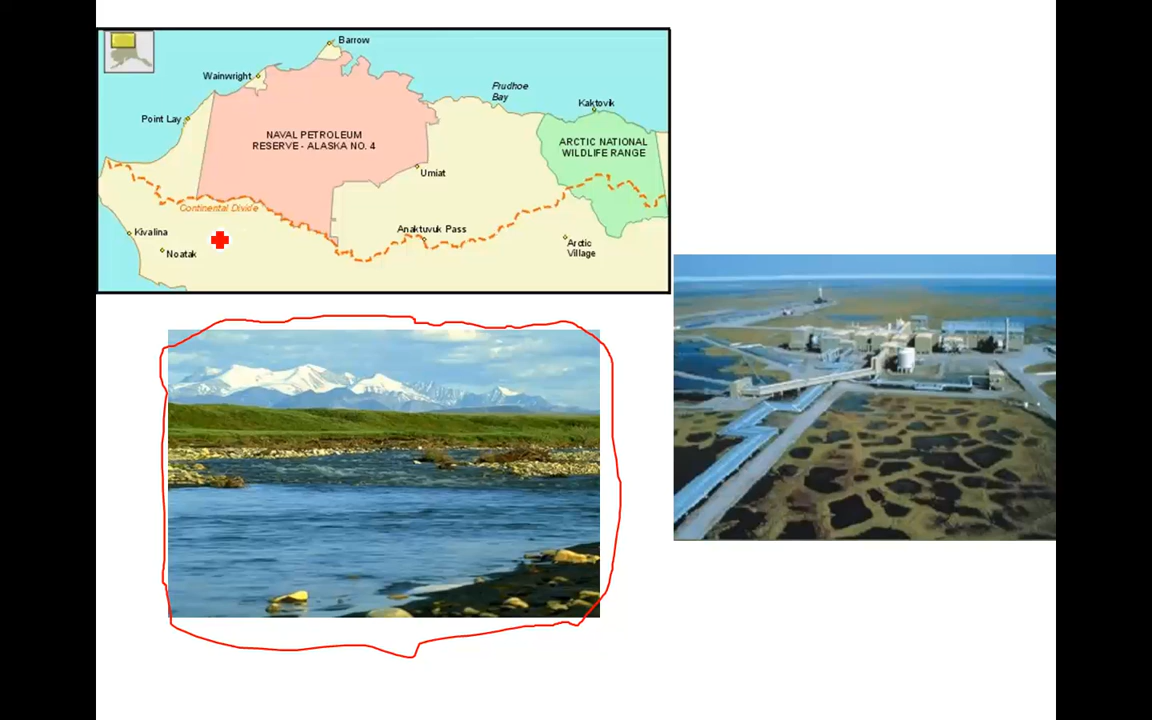 Barrow
Wainwright
Prudhoe
Bay
Kaktovik
Point Lay
NAVAL PETROLEUM
RESERVE - ALASKA NO. 4
ARCTIC NATIONAL
WILDLIFE RANGE
Umiat
Continental Divide
Kivalina
Anaktuvuk Pass
Noatak
Arctic
Village